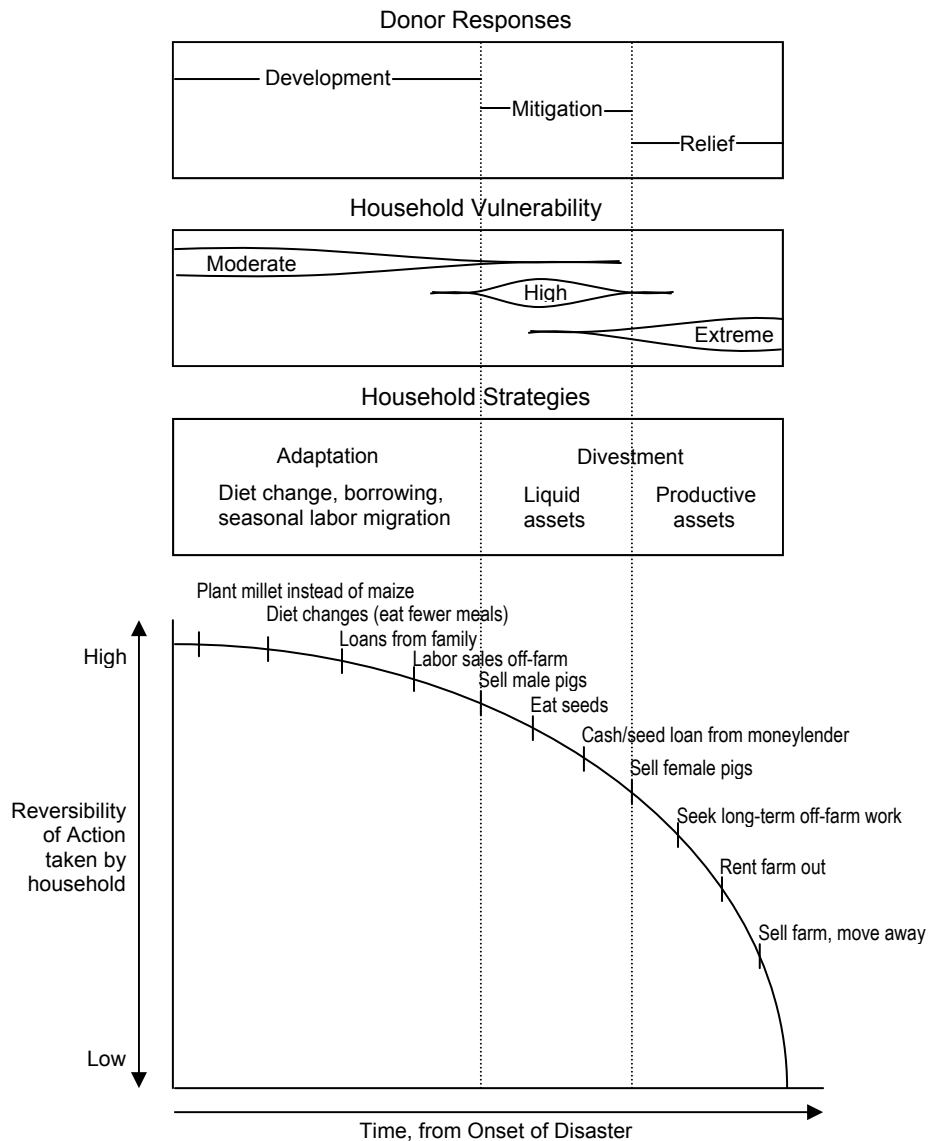 Donor Responses
Development
Mitigation
Relief
Household Vulnerability
Moderate
High
Extreme
Household Strategies
Adaptation
Diet change, borrowing,
seasonal labor migration
Divestment
Liquid
assets
Productive
assets
Plant millet instead of maize
Diet changes (eat fewer meals)
Loans from family
Labor sales off-farm
Sell male pigs
Eat seeds
Cash/seed loan from moneylender
Sell female pigs
Seek long-term off-farm work
Rent farm out
Sell farm, move away
High
Reversibility
of Action
taken by
household
Low
Time, from Onset of Disaster